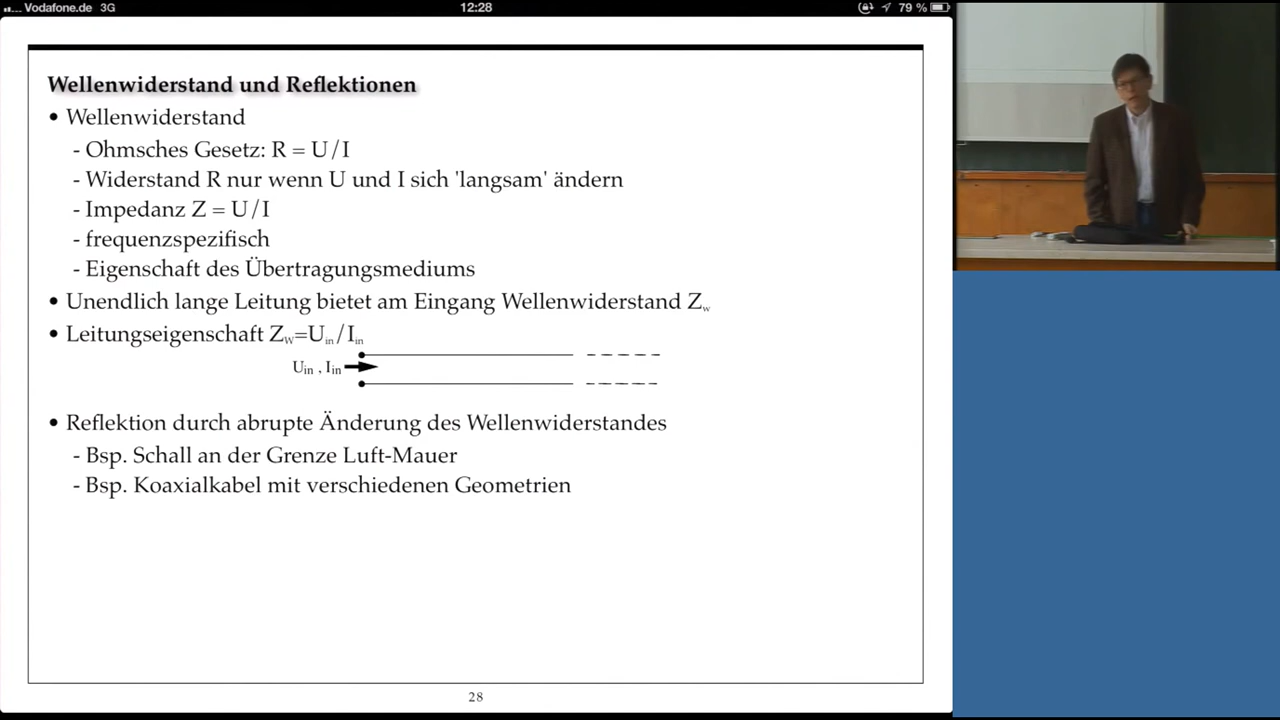 Vodafone.de 3G 12:28 79 %
Wellenwiderstand und Reflektionen
• Wellenwiderstand
- Ohmsches Gesetz: R = U/I
- Widerstand R nur wenn U und I sich 'langsam' ändern
- Impedanz Z = U/I
- frequenzspezifisch
- Eigenschaft des Übertragungsmediums
• Unendlich lange Leitung bietet am Eingang Wellenwiderstand Zw
• Leitungseigenschaft ZW=Uin/Iin
Uin , Iin
• Reflektion durch abrupte Änderung des Wellenwiderstandes
- Bsp. Schall an der Grenze Luft-Mauer
- Bsp. Koaxialkabel mit verschiedenen Geometrien
28